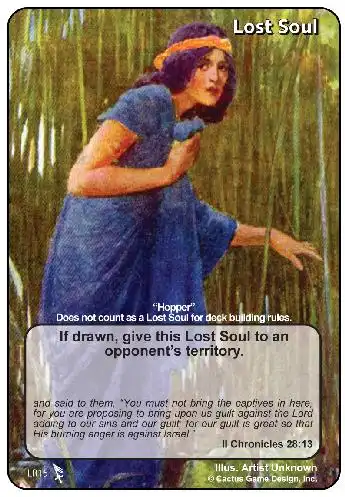 Lost Soul
"Hopper"
Does not count as a Lost Soul for deck building rules.
If drawn, give this Lost Soul to an
opponent's territory.
and said to them, "You must not bring the captives in here,
for you are proposing to bring upon us guilt against the Lord
adding to our sins and our guilt; for our guilt is great so that
His burning anger is against Israel."
II Chronicles 28:13
Illus. Artist Unknown
© Cactus Game Design, Inc.